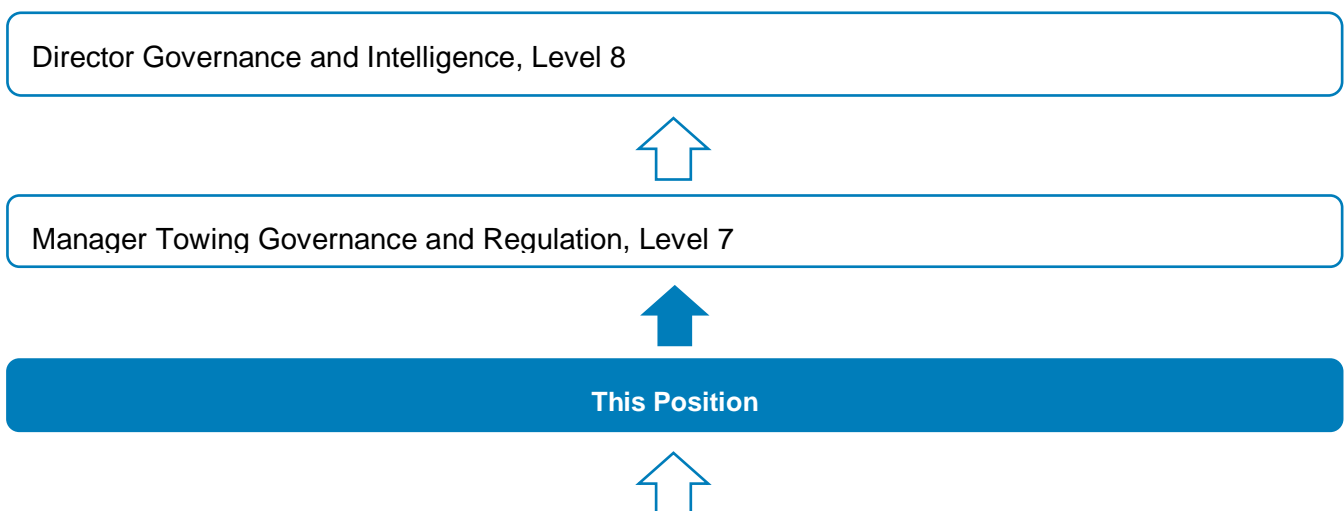 Director Governance and Intelligence, Level 8
Manager Towing Governance and Regulation, Level 7
This Position